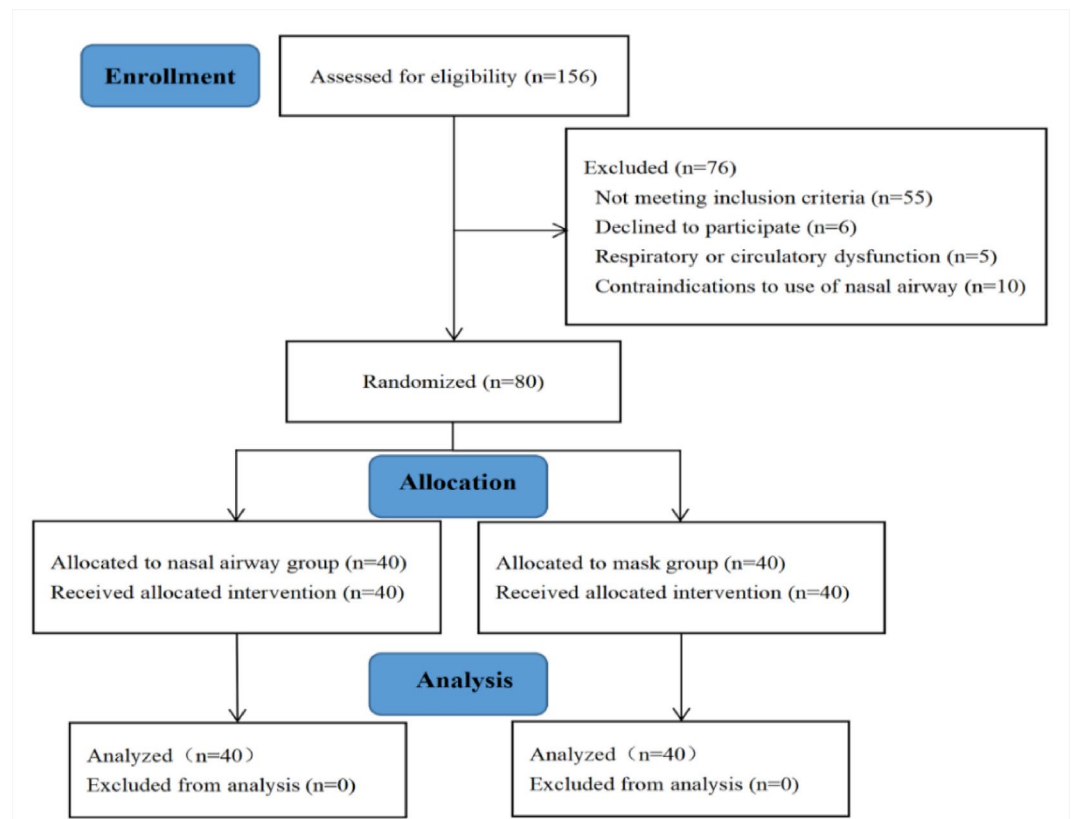 Enrollment
Assessed for eligibility (n=156)
Excluded (n=76)
Not meeting inclusion criteria (n=55)
Declined to participate (n=6)
Respiratory or circulatory dysfunction (n=5)
Contraindications to use of nasal airway (n=10)
Randomized (n=80)
Allocation
Allocated to nasal airway group (n=40)
Received allocated intervention (n=40)
Allocated to mask group (n=40)
Received allocated intervention (n=40)
Analysis
Analyzed（n=40）
Excluded from analysis (n=0)
Analyzed（n=40）
Excluded from analysis (n=0)